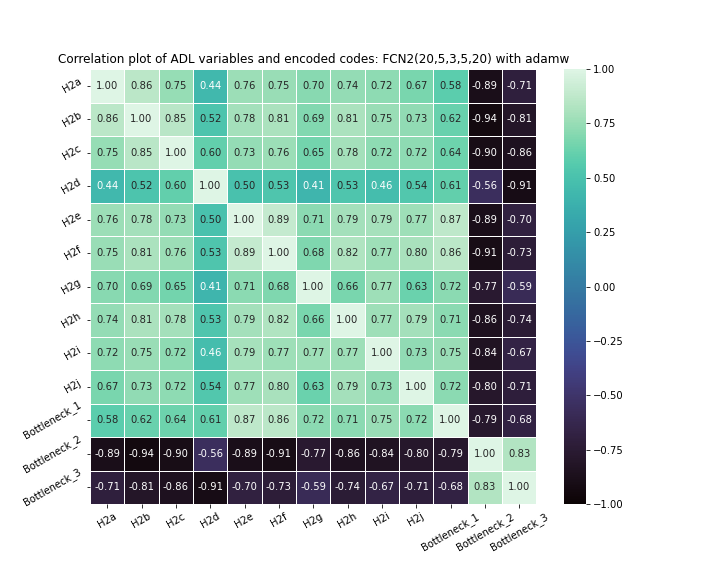 Correlation plot of ADL variables and encoded codes: FCN2(20,5,3,5,20) with adamw
H2a 1.00 0.86 0.75 0.44 0.76 0.75 0.70 0.74 0.72 0.67 0.58 -0.89 -0.71
H2b 0.86 1.00 0.85 0.52 0.78 0.81 0.69 0.81 0.75 0.73 0.62 -0.94 -0.81
H2c 0.75 0.85 1.00 0.60 0.73 0.76 0.65 0.78 0.72 0.72 0.64 -0.90 -0.86
H2d 0.44 0.52 0.60 1.00 0.50 0.53 0.41 0.53 0.46 0.54 0.61 -0.56 -0.91
H2e 0.76 0.78 0.73 0.50 1.00 0.89 0.71 0.79 0.79 0.77 0.87 -0.89 -0.70
H2f 0.75 0.81 0.76 0.53 0.89 1.00 0.68 0.82 0.77 0.80 0.86 -0.91 -0.73
H2g 0.70 0.69 0.65 0.41 0.71 0.68 1.00 0.66 0.77 0.63 0.72 -0.77 -0.59
H2h 0.74 0.81 0.78 0.53 0.79 0.82 0.66 1.00 0.77 0.79 0.71 -0.86 -0.74
H2i 0.72 0.75 0.72 0.46 0.79 0.77 0.77 0.77 1.00 0.73 0.75 -0.84 -0.67
H2j 0.67 0.73 0.72 0.54 0.77 0.80 0.63 0.79 0.73 1.00 0.72 -0.80 -0.71
Bottleneck_1 0.58 0.62 0.64 0.61 0.87 0.86 0.72 0.71 0.75 0.72 1.00 -0.79 -0.68
Bottleneck_2 -0.89 -0.94 -0.90 -0.56 -0.89 -0.91 -0.77 -0.86 -0.84 -0.80 -0.79 1.00 0.83
Bottleneck_3 -0.71 -0.81 -0.86 -0.91 -0.70 -0.73 -0.59 -0.74 -0.67 -0.71 -0.68 0.83 1.00
H2a H2b H2c H2d H2e H2f H2g H2h H2i H2j Bottleneck_1 Bottleneck_2 Bottleneck_3
1.00
0.75
0.50
0.25
0.00
-0.25
-0.50
-0.75
-1.00